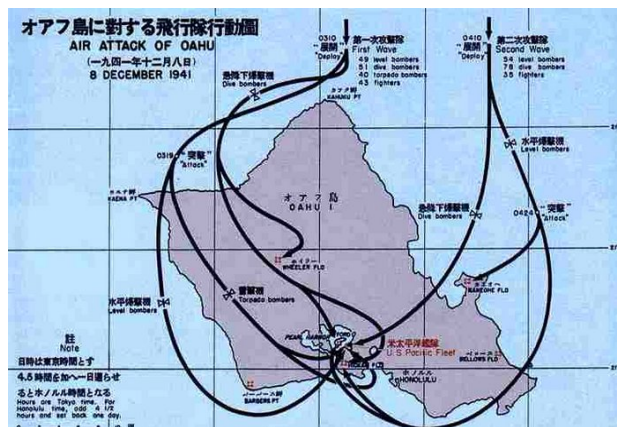 オアフ島に對する飛行隊行動圖
AIR ATTACK OF OAHU
(一九四一年十二月八日)
8 DECEMBER 1941
0310
"展開"
"Deploy"
第一次攻撃隊
First Wave
49 level bombers
51 dive bombers
40 torpedo bombers
43 fighters
0410
"展開"
"Deploy"
第二次攻撃隊
Second Wave
54 level bombers
78 dive bombers
35 fighters
急降下爆撃機
Dive bombers
カフク岬
KAHUKU PT
水平爆撃機
Level bombers
0319
"突撃"
"Attack"
カエナ岬
KAENA PT
オアフ島
OAHU I
急降下爆撃機
Dive bombers
0424
"突撃"
"Attack"
ホイラー
WHEELER FLD
カネオヘ
KANEOHE FLD
水平爆撃機
Level bombers
雷撃機
Torpedo bombers
PEARL HARBOR
FORD I
米太平洋艦隊
U.S. Pacific Fleet
BELLOWS FLD
ホノルル
HONOLULU
バーバース岬
BARBERS PT
註
Note
日時は東京時間とす
4.5時間を加へ一日遅らせ
るとホノルル時間となる
Hours are Tokyo time. For
Honolulu time, add 4 1/2
hours and set back one day.